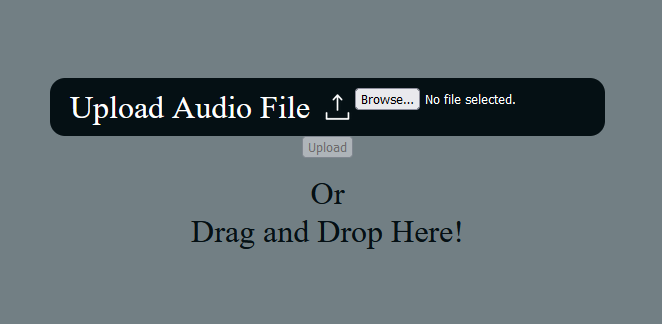 Upload Audio File Browse... No file selected.
Upload
Or
Drag and Drop Here!